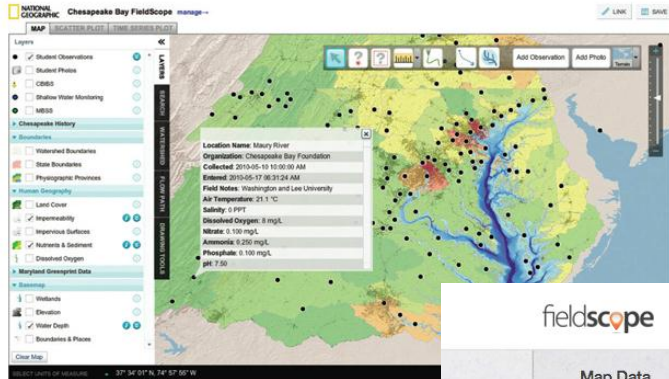 NATIONAL GEOGRAPHIC
Chesapeake Bay FieldScope manage→
LINK
SAVE
MAP
SCATTER PLOT
TIME SERIES PLOT
Layers
Student Observations
Student Photos
CBIBS
Shallow Water Monitoring
MBSS
Chesapeake History
Boundaries
Watershed Boundaries
State Boundaries
Physiographic Provinces
Human Geography
Land Cover
Impermeability
Impervious Surfaces
Nutrients & Sediment
Dissolved Oxygen
Maryland Greenprint Data
Basemap
Wetlands
Elevation
Water Depth
Boundaries & Places
Clear Map
LAYERS
SEARCH
WATERSHED
FLOW PATH
DRAWING TOOLS
Add Observation
Add Photo
Terrain
Location Name: Maury River
Organization: Chesapeake Bay Foundation
Collected: 2010-05-10 10:00:00 AM
Entered: 2010-05-17 06:31:24 AM
Field Notes: Washington and Lee University
Air Temperature: 21.1 °C
Salinity: 0 PPT
Dissolved Oxygen: 8 mg/L
Nitrate: 0.100 mg/L
Ammonia: 0.250 mg/L
Phosphate: 0.100 mg/L
pH: 7.50
SELECT UNITS OF MEASURE
37° 34' 01" N, 74° 57' 56" W
fieldscope
Map Data